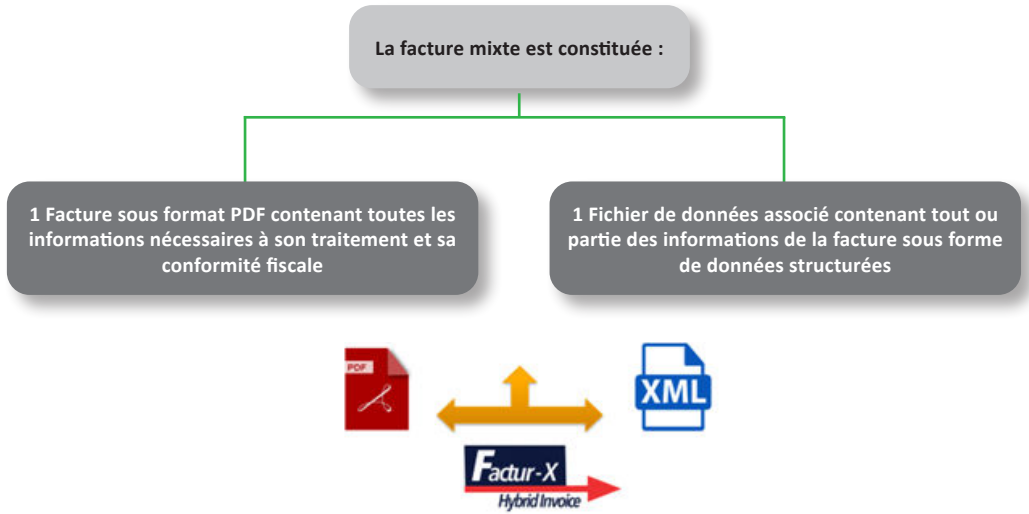 La facture mixte est constituée :
1 Facture sous format PDF contenant toutes les
informations nécessaires à son traitement et sa
conformité fiscale
1 Fichier de données associé contenant tout ou
partie des informations de la facture sous forme
de données structurées
PDF
XML
Factur-X
Hybrid Invoice